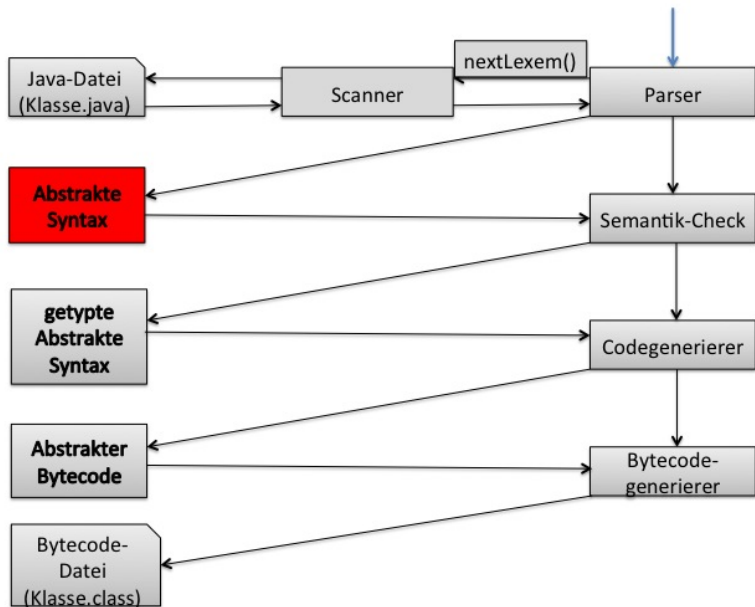 nextLexem()
Java-Datei
(Klasse.java)
Scanner
Parser
Abstrakte
Syntax
Semantik-Check
getypte
Abstrakte
Syntax
Codegenerierer
Abstrakter
Bytecode
Bytecode-
generierer
Bytecode-
Datei
(Klasse.class)